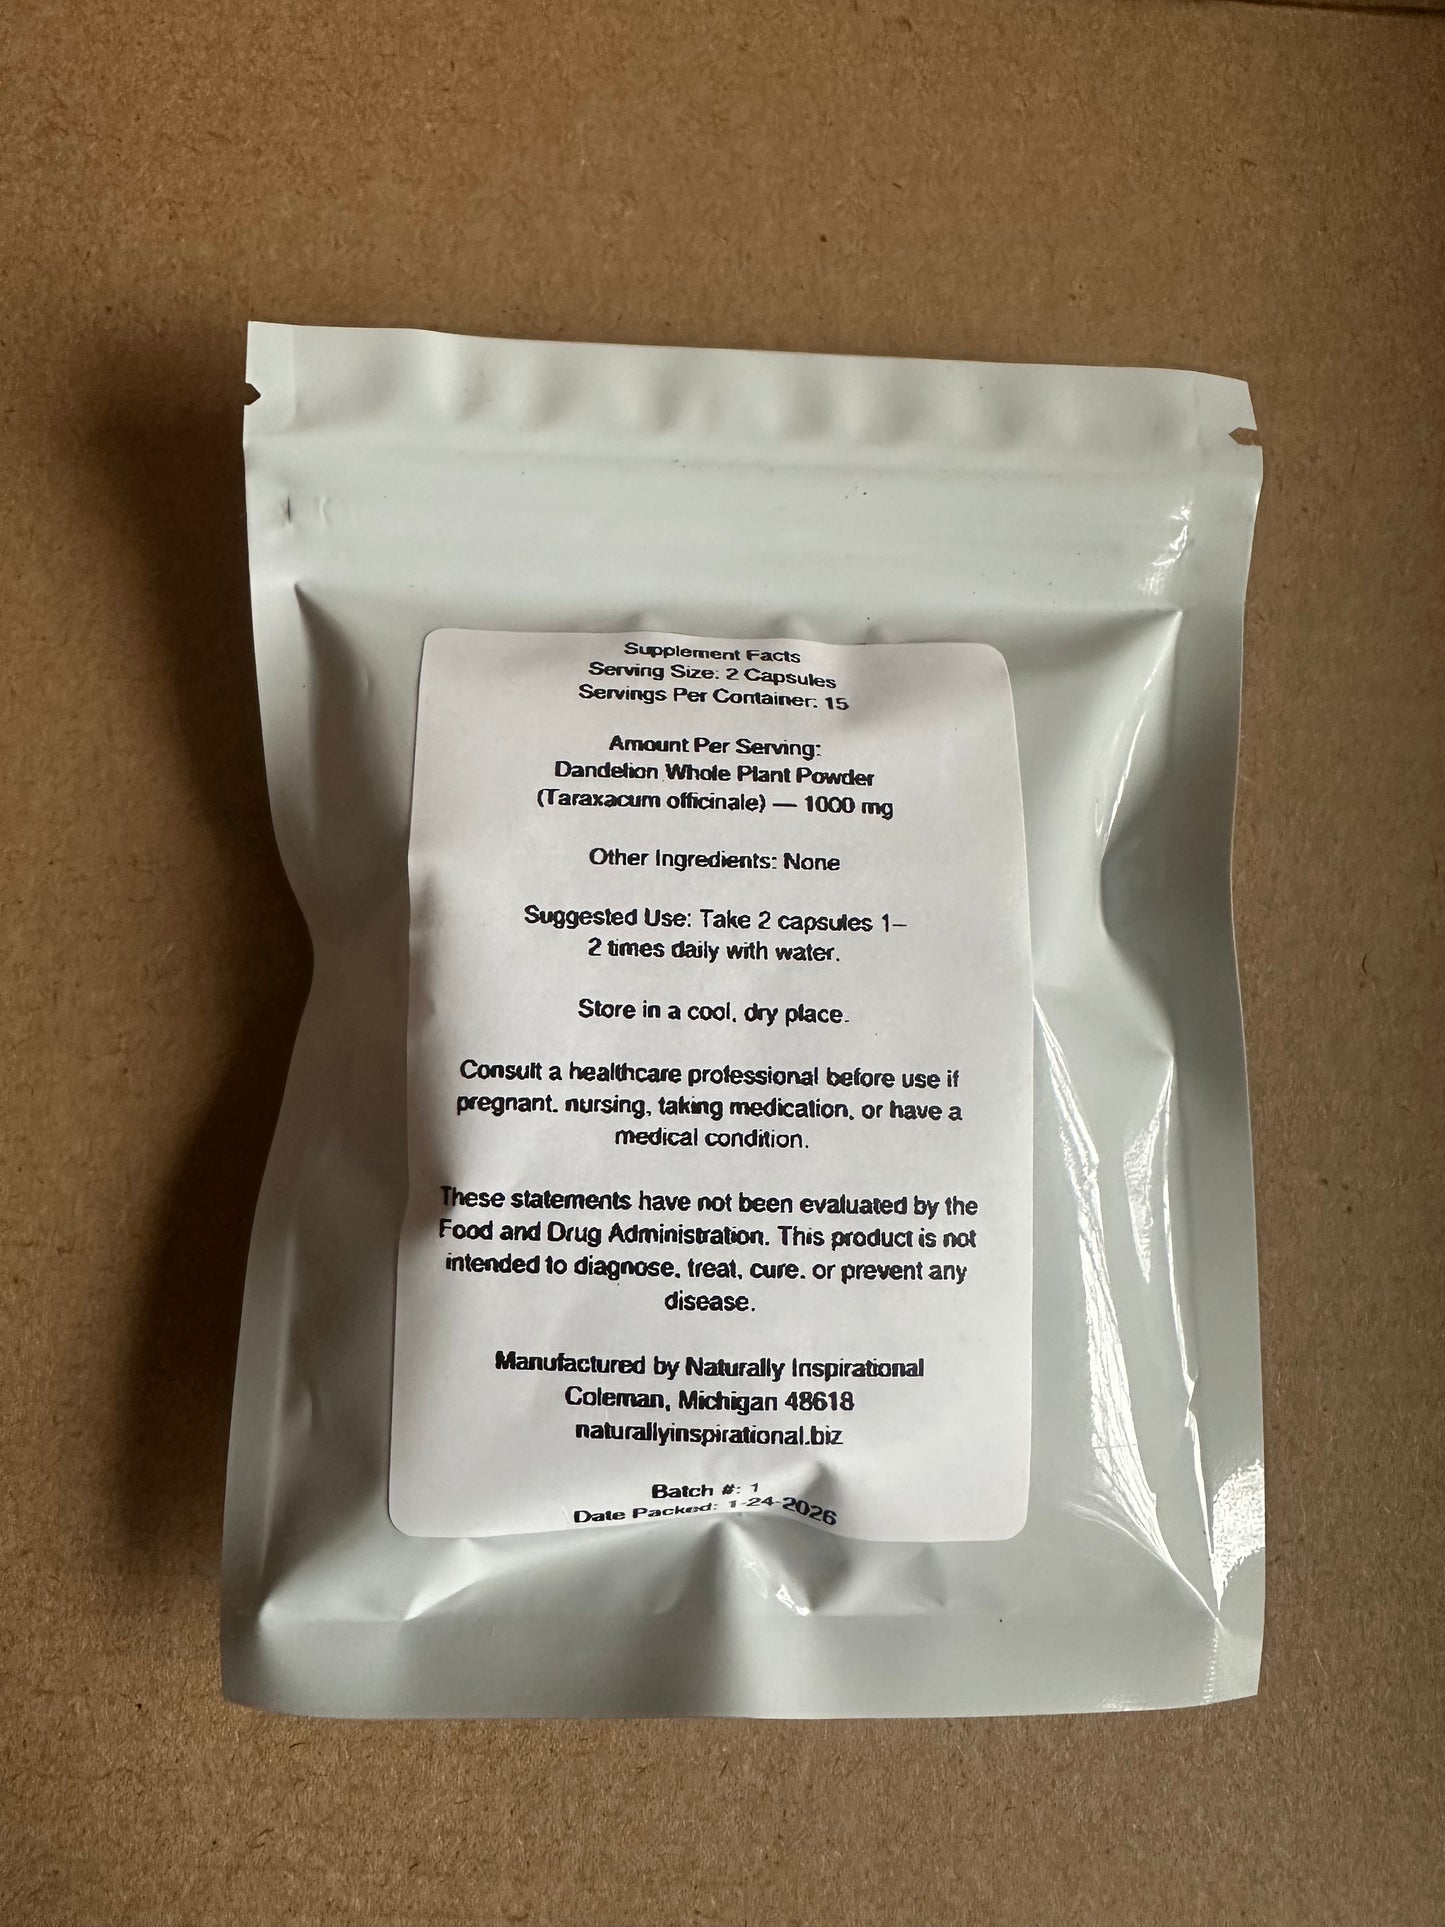 Supplement Facts
Serving Size: 2 Capsules
Servings Per Container: 15
Amount Per Serving:
Dandelion Whole Plant Powder
(Taraxacum officinale) — 1000 mg
Other Ingredients: None
Suggested Use: Take 2 capsules 1–
2 times daily with water.
Store in a cool, dry place.
Consult a healthcare professional before use if
pregnant, nursing, taking medication, or have a
medical condition.
These statements have not been evaluated by the
Food and Drug Administration. This product is not
intended to diagnose, treat, cure, or prevent any
disease.
Manufactured by Naturally Inspirational
Coleman, Michigan 48618
naturallyinspirational.biz
Batch #: 1
Date Packed: 1-24-2026